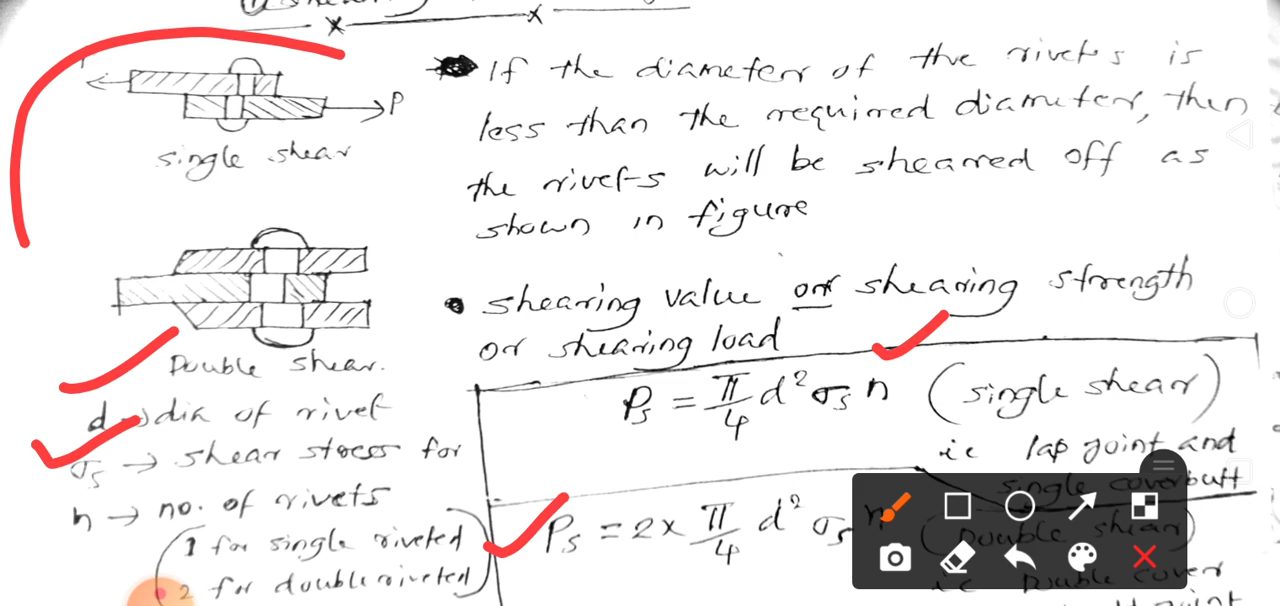 P
single shear
Double shear.
d → dia of rivet
σs → shear stress for
n → no. of rivets
(1 for single riveted
2 for double riveted)
• If the diameter of the rivets is
less than the required diameter, then
the rivets will be sheared off as
shown in figure
• shearing value or shearing strength
or shearing load
Ps = π/4 d² σs n (single shear)
ie lap joint and
single cover butt
Ps = 2 x π/4 d² σs n (Double shear)
ie Double cover